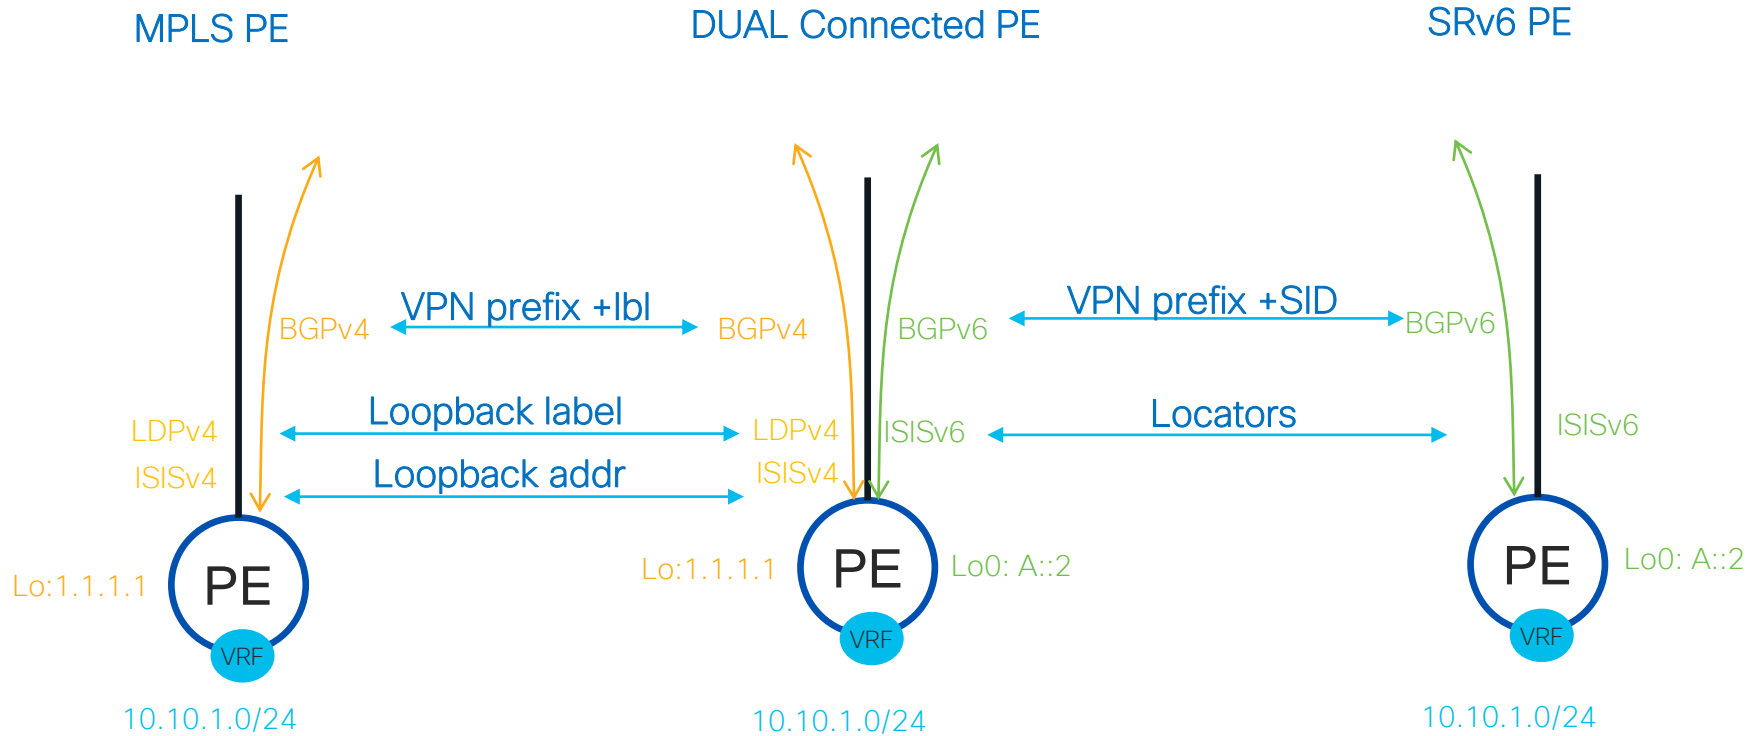 MPLS PE
DUAL Connected PE
SRv6 PE
VPN prefix +lbl
VPN prefix +SID
BGPv4
BGPv4
BGPv6
BGPv6
Loopback label
Locators
LDPv4
LDPv4
ISISv6
ISISv6
Loopback addr
ISISv4
ISISv4
PE
PE
PE
Lo:1.1.1.1
Lo:1.1.1.1
Lo0: A::2
Lo0: A::2
VRF
VRF
VRF
10.10.1.0/24
10.10.1.0/24
10.10.1.0/24